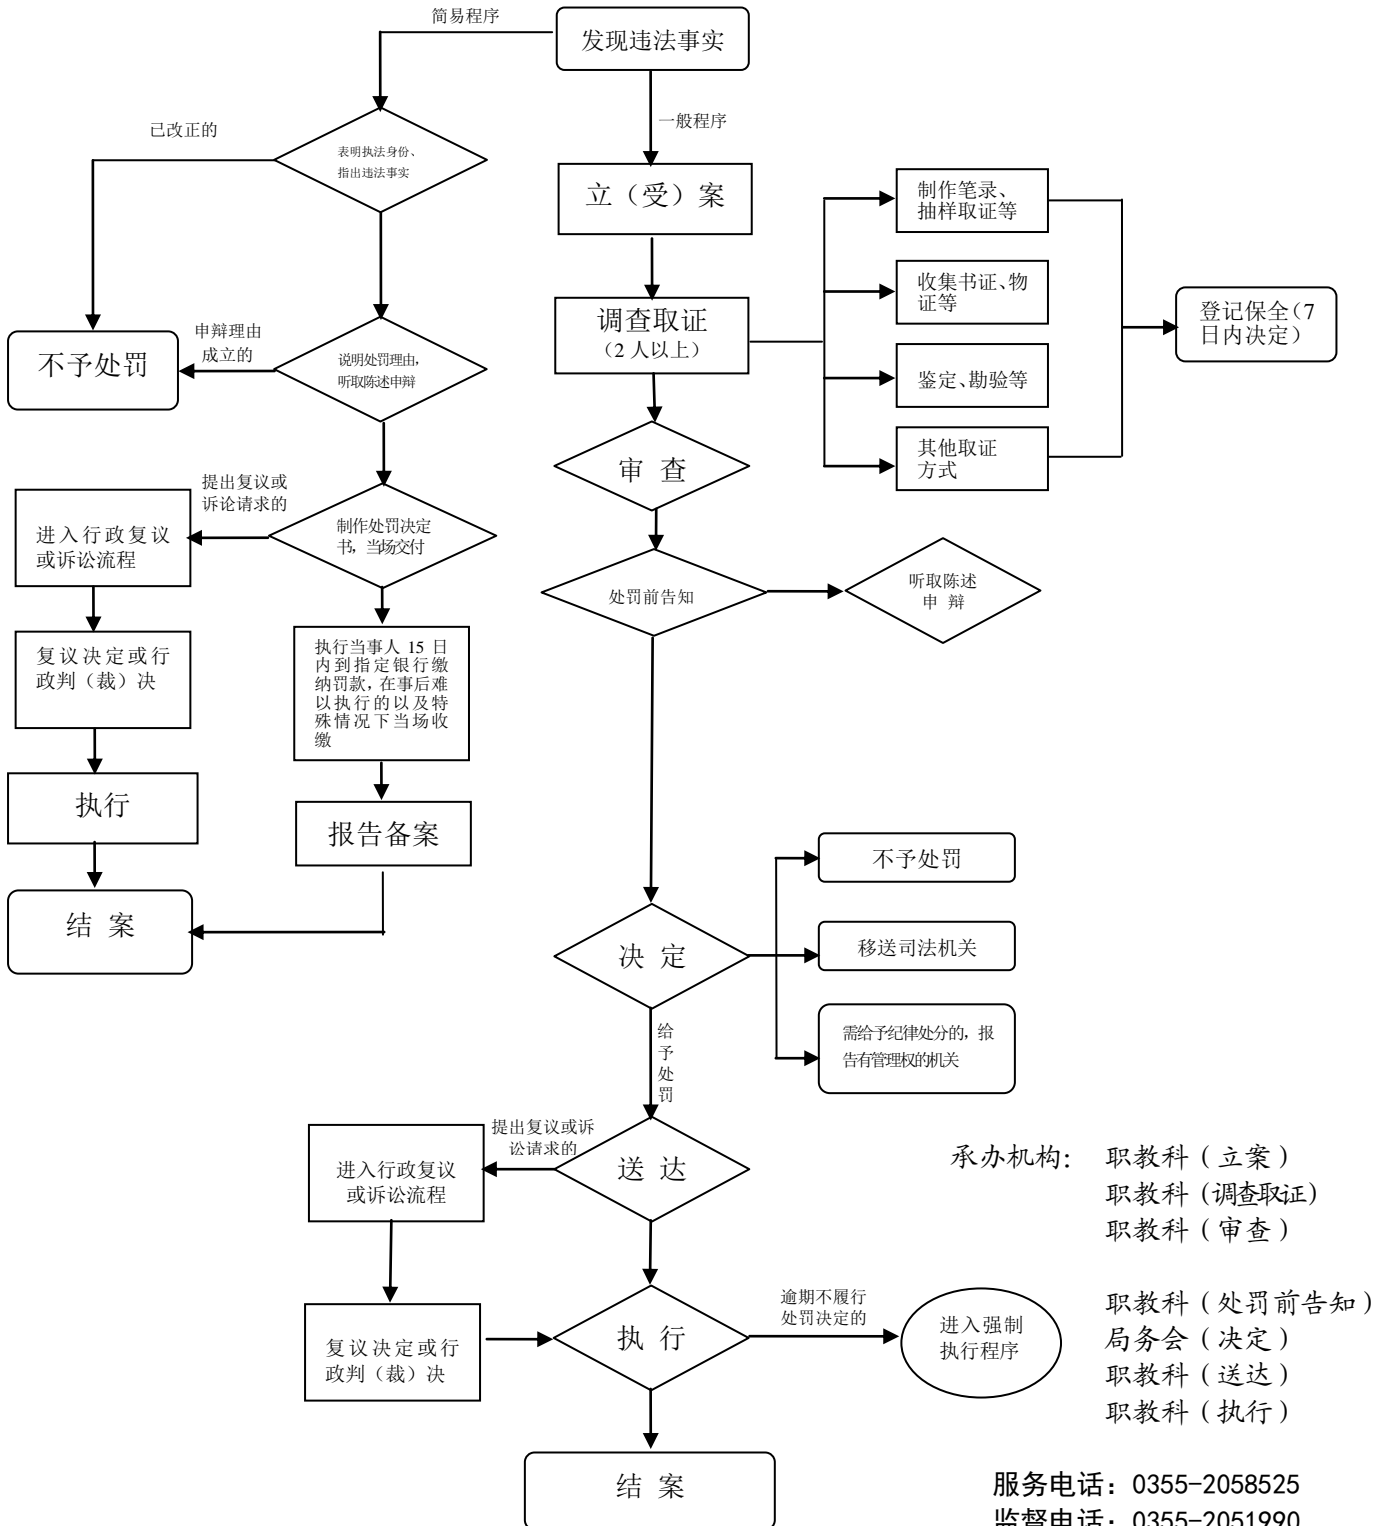 简易程序
发现违法事实
已改正的
一般程序
表明执法身份、
指出违法事实
立（受）案
制作笔录、
抽样取证等
收集书证、物
证等
登记保全（7
日内决定）
调查取证
（2 人以上）
申辩理由
成立的
不予处罚
说明处罚理由，
听取陈述申辩
鉴定、勘验等
其他取证
方式
审 查
提出复议或
诉论请求的
进入行政复议
或诉讼流程
制作处罚决定
书，当场交付
处罚前告知
听取陈述
申 辩
复议决定或行
政判（裁）决
执行当事人 15 日
内到指定银行缴
纳罚款，在事后难
以执行的以及特
殊情况下当场收
缴
执行
报告备案
不予处罚
结 案
决 定
移送司法机关
给
予
处
罚
需给予纪律处分的，报
告有管理权的机关
提出复议或诉
讼请求的
进入行政复议
或诉讼流程
送 达
承办机构： 职教科（立案）
职教科（调查取证）
职教科（审查）
职教科（处罚前告知）
局务会（决定）
职教科（送达）
职教科（执行）
复议决定或行
政判（裁）决
执 行
逾期不履行
处罚决定的
进入强制
执行程序
结 案
服务电话：0355-2058525
监督电话：0355-2051990